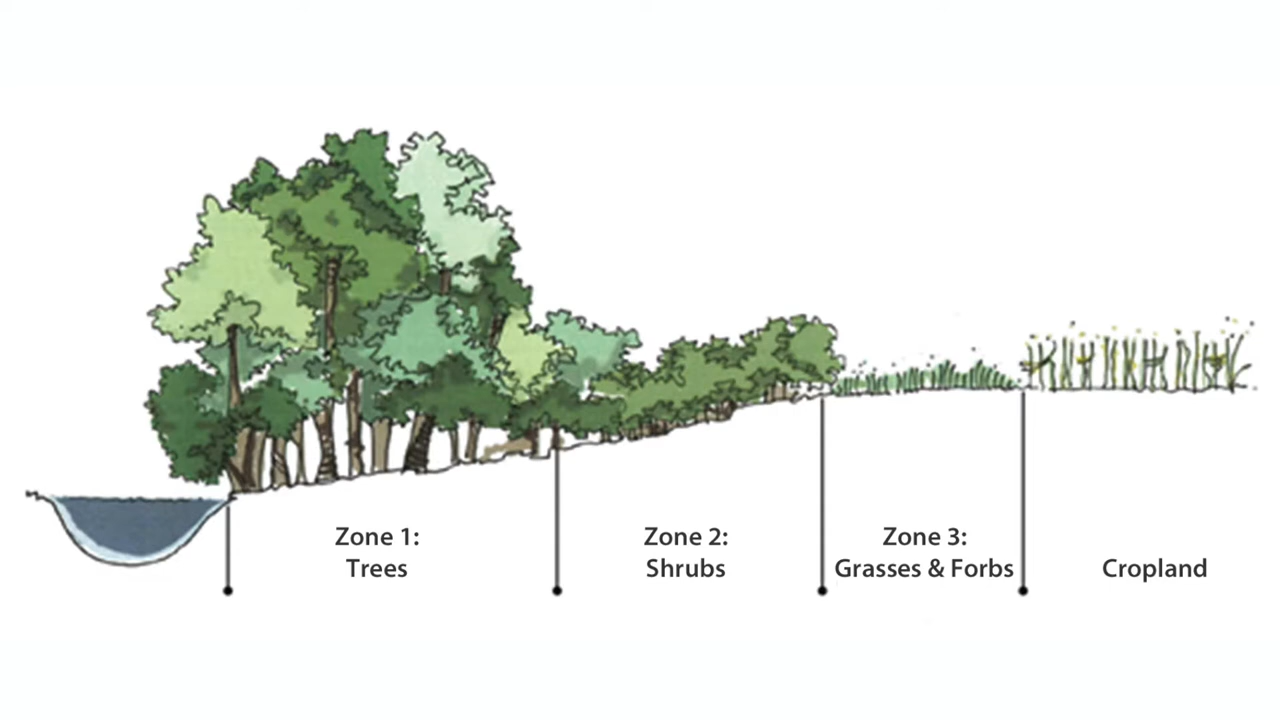 Zone 1:
Trees
Zone 2:
Shrubs
Zone 3:
Grasses & Forbs
Cropland